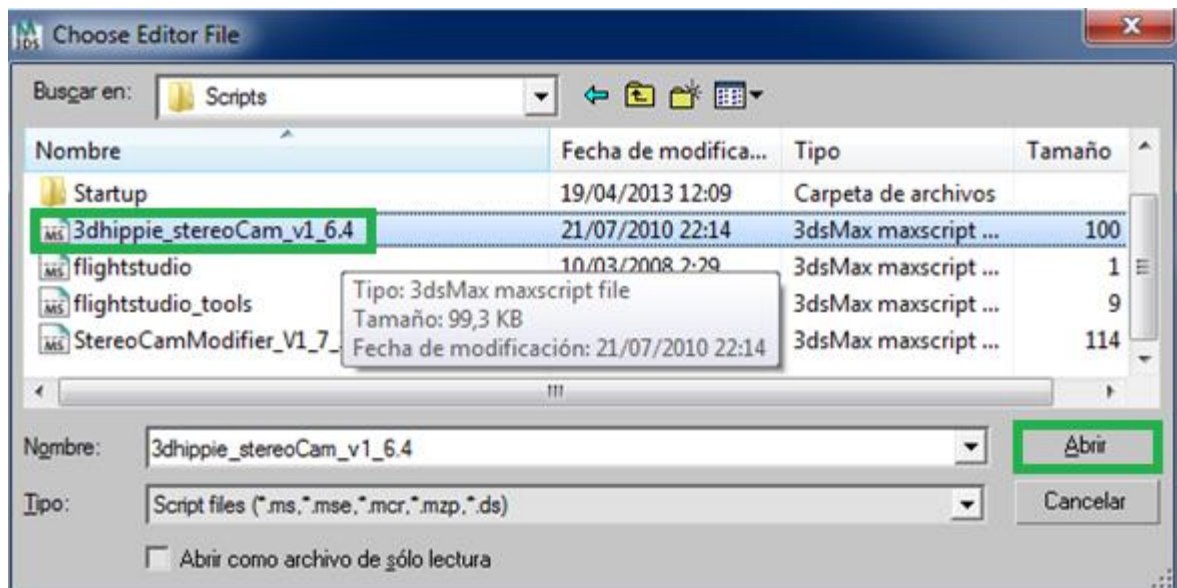 Choose Editor File
Buscar en: Scripts
Nombre Fecha de modifica... Tipo Tamaño
Startup 19/04/2013 12:09 Carpeta de archivos
3dhippie_stereoCam_v1_6.4 21/07/2010 22:14 3dsMax maxscript ... 100
flightstudio 10/03/2008 2:29 3dsMax maxscript ... 1
flightstudio_tools 3dsMax maxscript ... 9
StereoCamModifier_V1_7_ 3dsMax maxscript ... 114
Tipo: 3dsMax maxscript file
Tamaño: 99,3 KB
Fecha de modificación: 21/07/2010 22:14
Nombre: 3dhippie_stereoCam_v1_6.4 Abrir
Tipo: Script files (*.ms,*.mse,*.mcr,*.mzp,*.ds) Cancelar
Abrir como archivo de sólo lectura